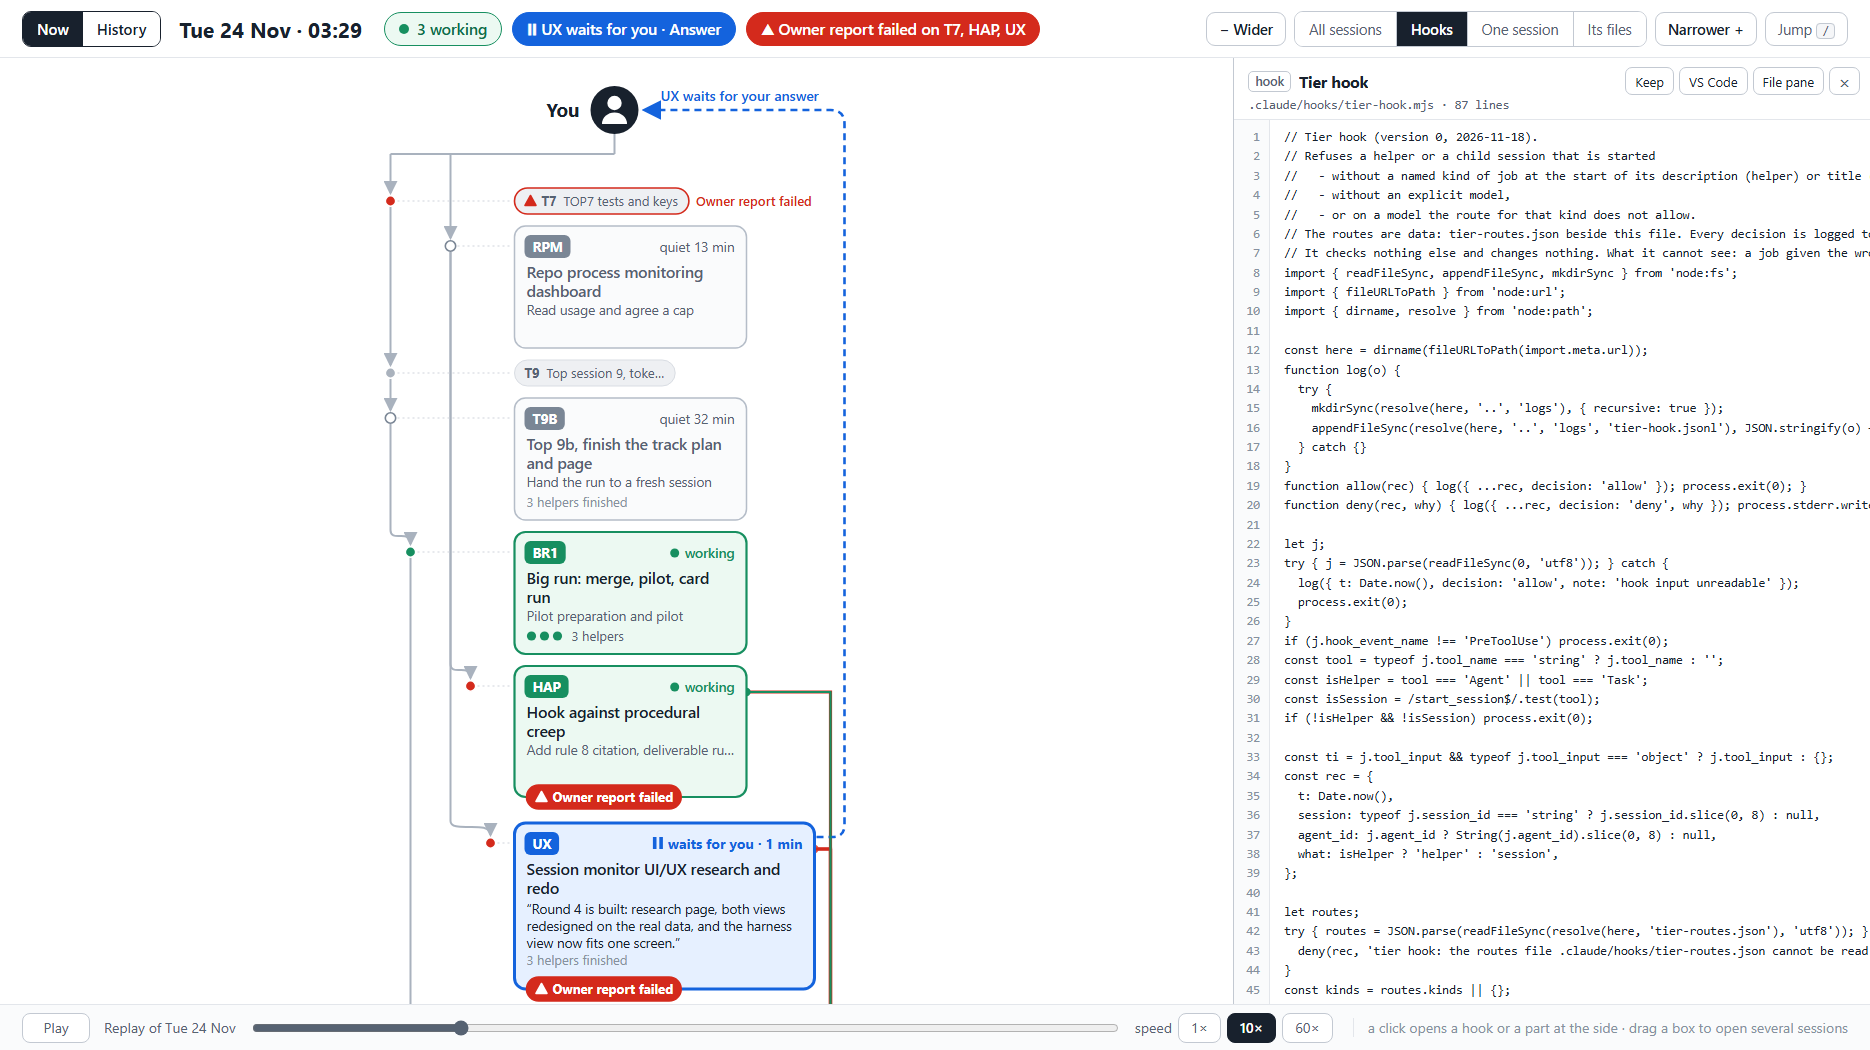 Now
History
Tue 24 Nov · 03:29
3 working
UX waits for you · Answer
Owner report failed on T7, HAP, UX
− Wider
All sessions
Hooks
One session
Its files
Narrower +
Jump /
You
UX waits for your answer
T7 TOP7 tests and keys
Owner report failed
RPM
quiet 13 min
Repo process monitoring
dashboard
Read usage and agree a cap
T9 Top session 9, toke...
T9B
quiet 32 min
Top 9b, finish the track plan
and page
Hand the run to a fresh session
3 helpers finished
BR1
working
Big run: merge, pilot, card
run
Pilot preparation and pilot
3 helpers
HAP
working
Hook against procedural
creep
Add rule 8 citation, deliverable ru...
Owner report failed
UX
waits for you · 1 min
Session monitor UI/UX research and
redo
“Round 4 is built: research page, both views
redesigned on the real data, and the harness
view now fits one screen.”
3 helpers finished
Owner report failed
hook
Tier hook
Keep
VS Code
File pane
×
.claude/hooks/tier-hook.mjs · 87 lines
1 // Tier hook (version 0, 2026-11-18).
2 // Refuses a helper or a child session that is started
3 //   - without a named kind of job at the start of its description (helper) or title
4 //   - without an explicit model,
5 //   - or on a model the route for that kind does not allow.
6 // The routes are data: tier-routes.json beside this file. Every decision is logged to
7 // It checks nothing else and changes nothing. What it cannot see: a job given the
8 import { readFileSync, appendFileSync, mkdirSync } from 'node:fs';
9 import { fileURLToPath } from 'node:url';
10 import { dirname, resolve } from 'node:path';
11
12 const here = dirname(fileURLToPath(import.meta.url));
13 function log(o) {
14   try {
15     mkdirSync(resolve(here, '..', 'logs'), { recursive: true });
16     appendFileSync(resolve(here, '..', 'logs', 'tier-hook.jsonl'), JSON.stringify(o)
17   } catch {}
18 }
19 function allow(rec) { log({ ...rec, decision: 'allow' }); process.exit(0); }
20 function deny(rec, why) { log({ ...rec, decision: 'deny', why }); process.stderr.write
21
22 let j;
23 try { j = JSON.parse(readFileSync(0, 'utf8')); } catch {
24   log({ t: Date.now(), decision: 'allow', note: 'hook input unreadable' });
25   process.exit(0);
26 }
27 if (j.hook_event_name !== 'PreToolUse') process.exit(0);
28 const tool = typeof j.tool_name === 'string' ? j.tool_name : '';
29 const isHelper = tool === 'Agent' || tool === 'Task';
30 const isSession = /start_session$/.test(tool);
31 if (!isHelper && !isSession) process.exit(0);
32
33 const ti = j.tool_input && typeof j.tool_input === 'object' ? j.tool_input : {};
34 const rec = {
35   t: Date.now(),
36   session: typeof j.session_id === 'string' ? j.session_id.slice(0, 8) : null,
37   agent_id: j.agent_id ? String(j.agent_id).slice(0, 8) : null,
38   what: isHelper ? 'helper' : 'session',
39 };
40
41 let routes;
42 try { routes = JSON.parse(readFileSync(resolve(here, 'tier-routes.json'), 'utf8')); }
43   deny(rec, 'tier hook: the routes file .claude/hooks/tier-routes.json cannot be read
44 }
45 const kinds = routes.kinds || {};
Play
Replay of Tue 24 Nov
speed
1×
10×
60×
a click opens a hook or a part at the side · drag a box to open several sessions